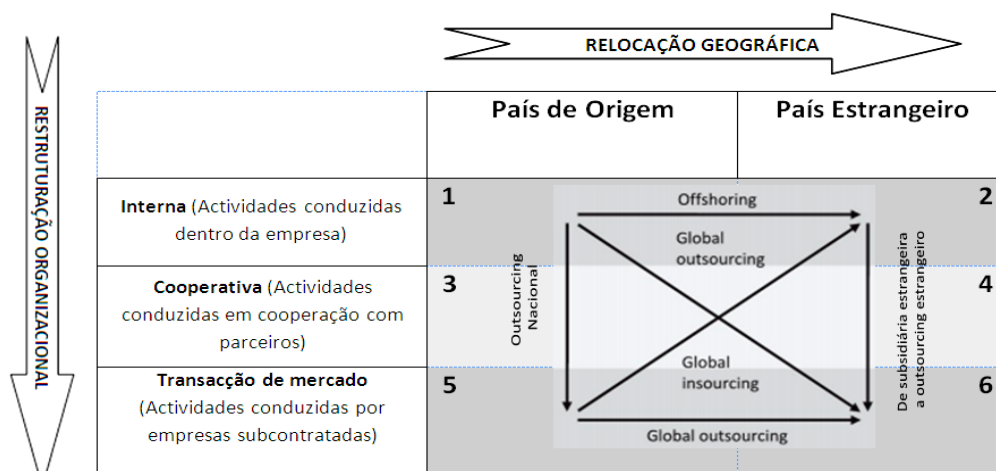 RELOCAÇÃO GEOGRÁFICA
RESTRUTURAÇÃO ORGANIZACIONAL
País de Origem
País Estrangeiro
Interna (Actividades conduzidas
dentro da empresa)
1
Offshoring
2
Global
outsourcing
Cooperativa (Actividades
conduzidas em cooperação com
parceiros)
3
Outsourcing
Nacional
De subsidiária estrangeira
a outsourcing estrangeiro
4
Transacção de mercado
(Actividades conduzidas por
empresas subcontratadas)
5
Global
insourcing
6
Global outsourcing